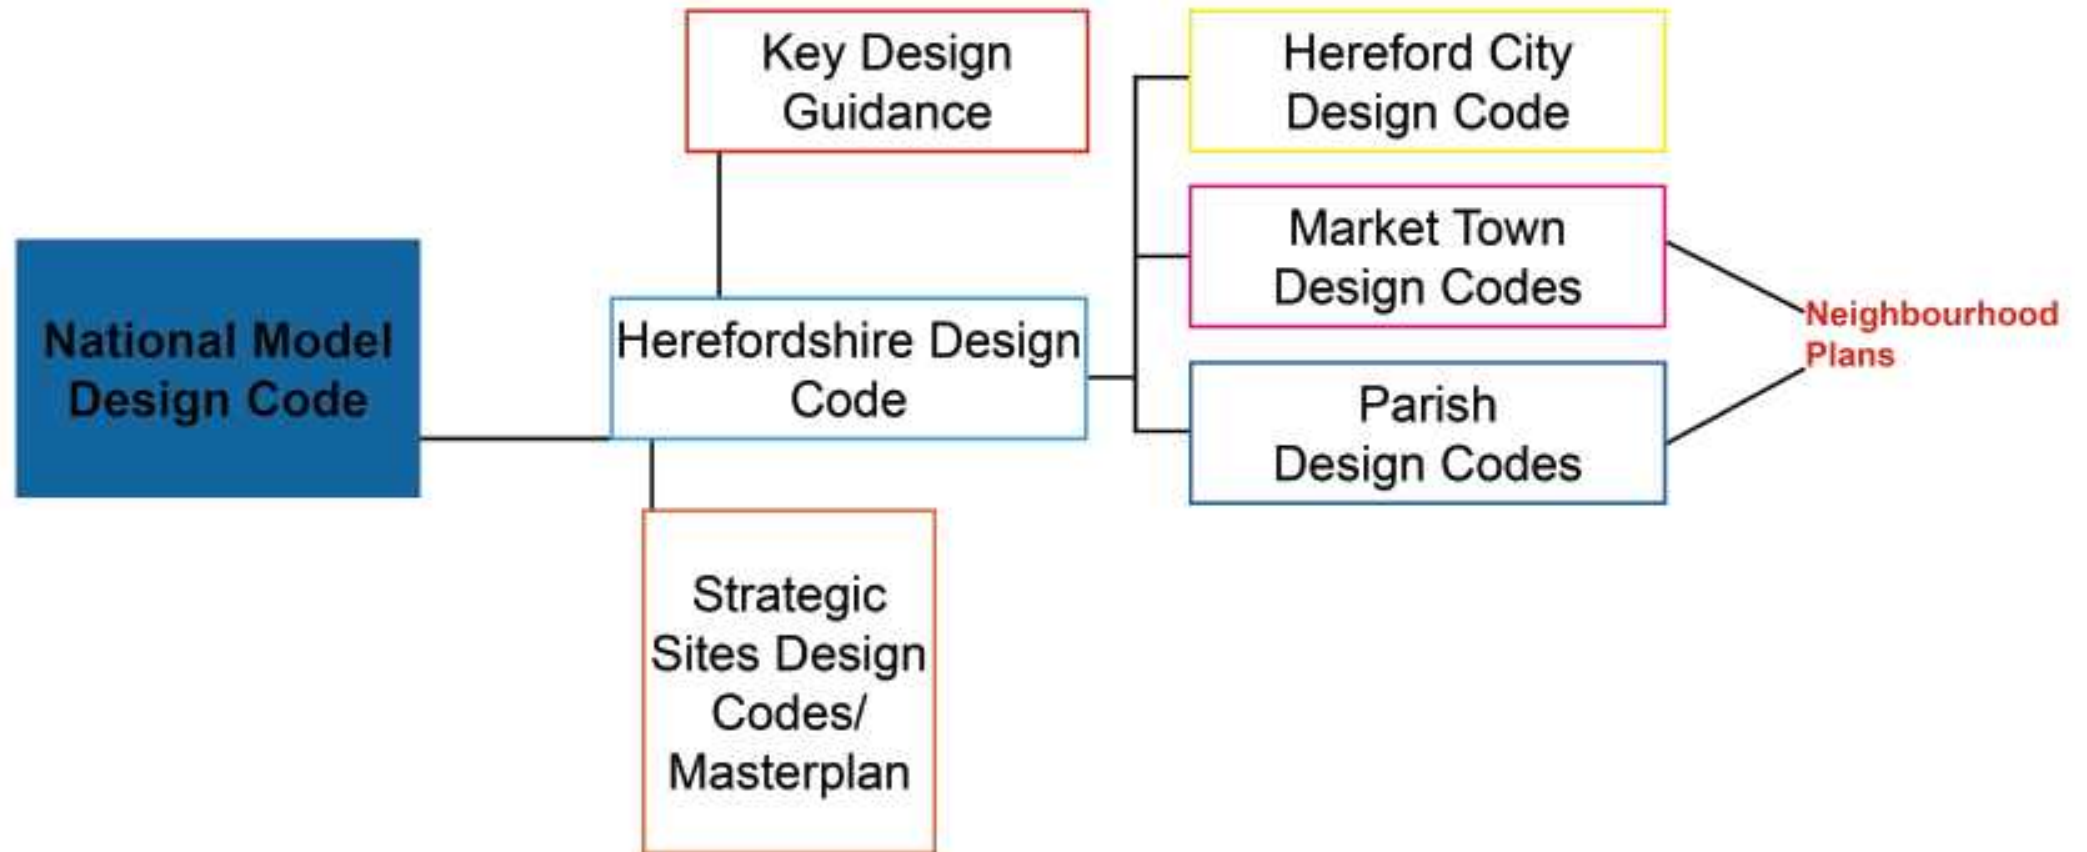 Key Design
Guidance
Hereford City
Design Code
Market Town
Design Codes
National Model
Design Code
Herefordshire Design
Code
Neighbourhood
Plans
Parish
Design Codes
Strategic
Sites Design
Codes/
Masterplan